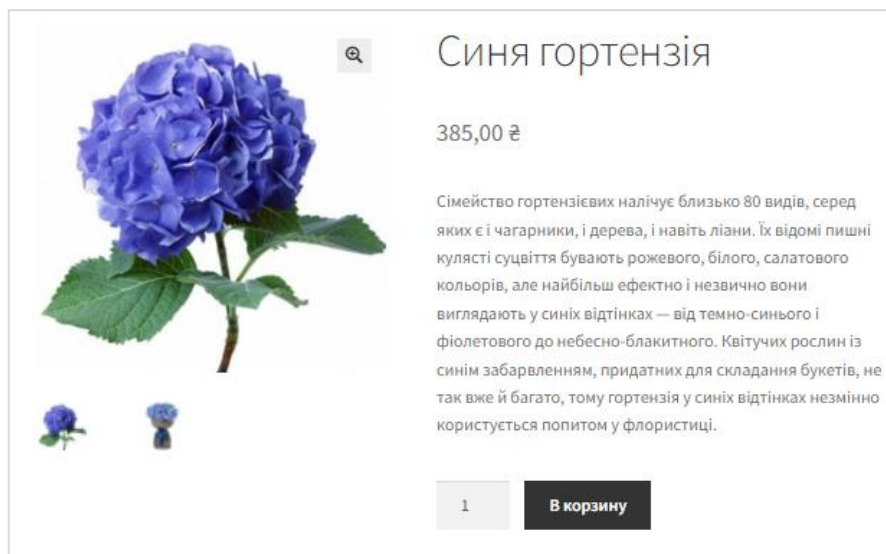 Синя гортензія
385,00 ₴
Сімейство гортензієвих налічує близько 80 видів, серед
яких є і чагарники, і дерева, і навіть ліани. Їх відомі пишні
кулясті суцвіття бувають рожевого, білого, салатового
кольорів, але найбільш ефектно і незвично вони
виглядають у синіх відтінках — від темно-синього і
фіолетового до небесно-блакитного. Квітучих рослин із
синім забарвленням, придатних для складання букетів, не
так вже й багато, тому гортензія у синіх відтінках незмінно
користується попитом у флористиці.
1
В корзину